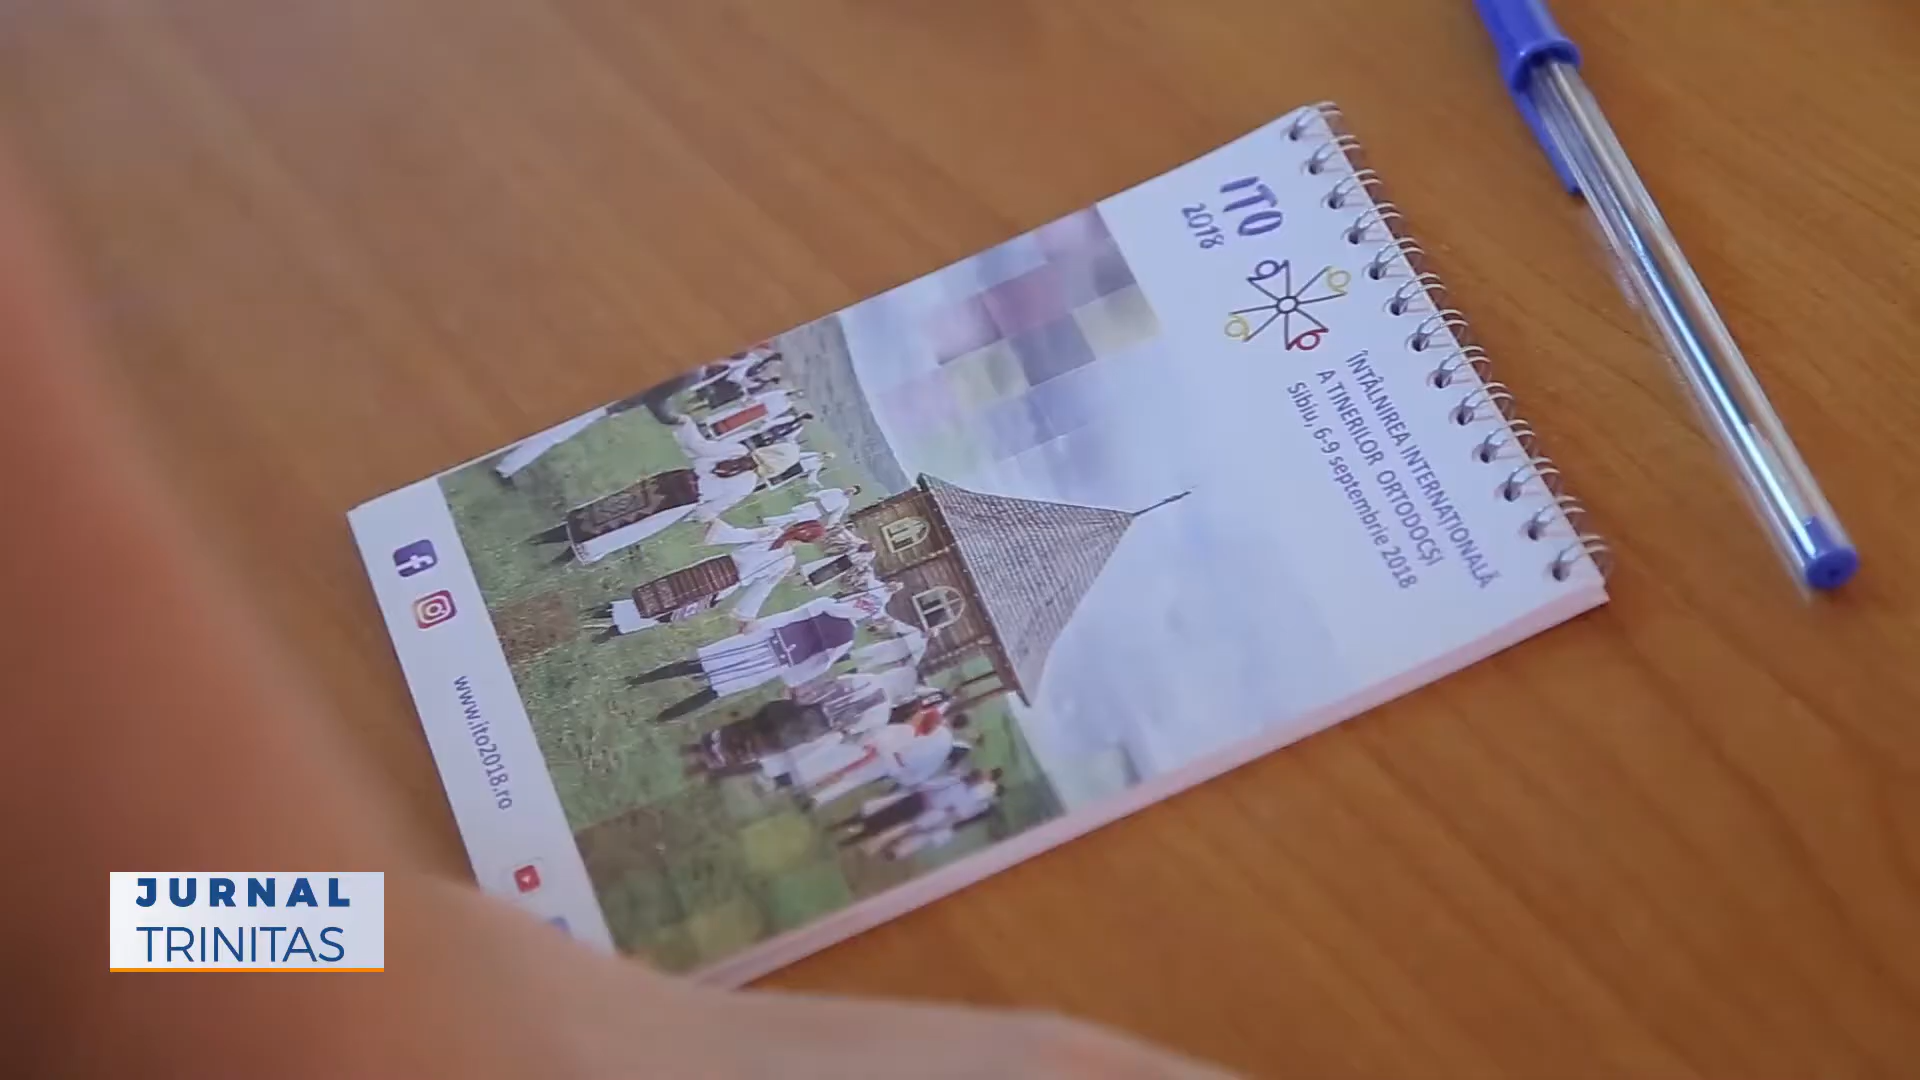 ITO
2018
ÎNTÂLNIREA INTERNAȚIONALĂ
A TINERILOR ORTODOCȘI
Sibiu, 6-9 septembrie 2018
www.ito2018.ro
JURNAL
TRINITAS